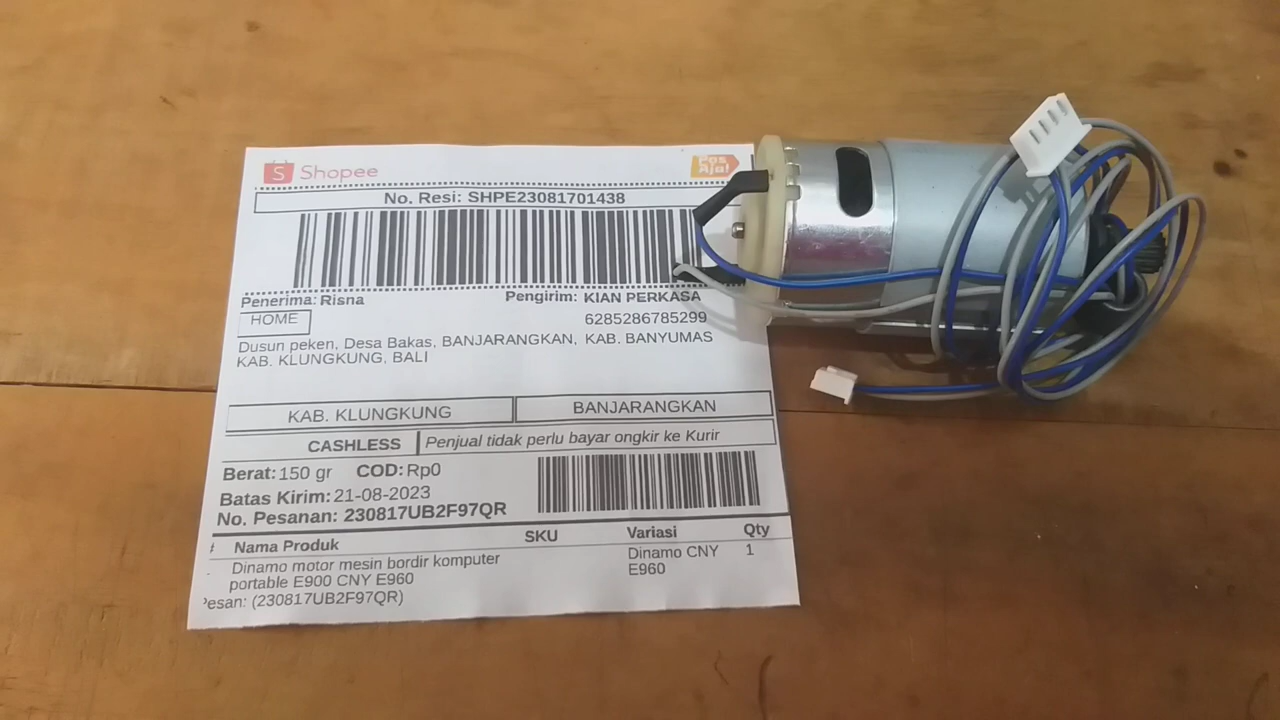 Shopee
Pos Aja!
No. Resi: SHPE23081701438
Penerima: Risna Pengirim: KIAN PERKASA
HOME 6285286785299
Dusun peken, Desa Bakas, BANJARANGKAN, KAB. BANYUMAS
KAB. KLUNGKUNG, BALI
KAB. KLUNGKUNG BANJARANGKAN
CASHLESS Penjual tidak perlu bayar ongkir ke Kurir
Berat: 150 gr COD: Rp0
Batas Kirim: 21-08-2023
No. Pesanan: 230817UB2F97QR
# Nama Produk SKU Variasi Qty
Dinamo motor mesin bordir komputer Dinamo CNY 1
portable E900 CNY E960 E960
Pesan: (230817UB2F97QR)